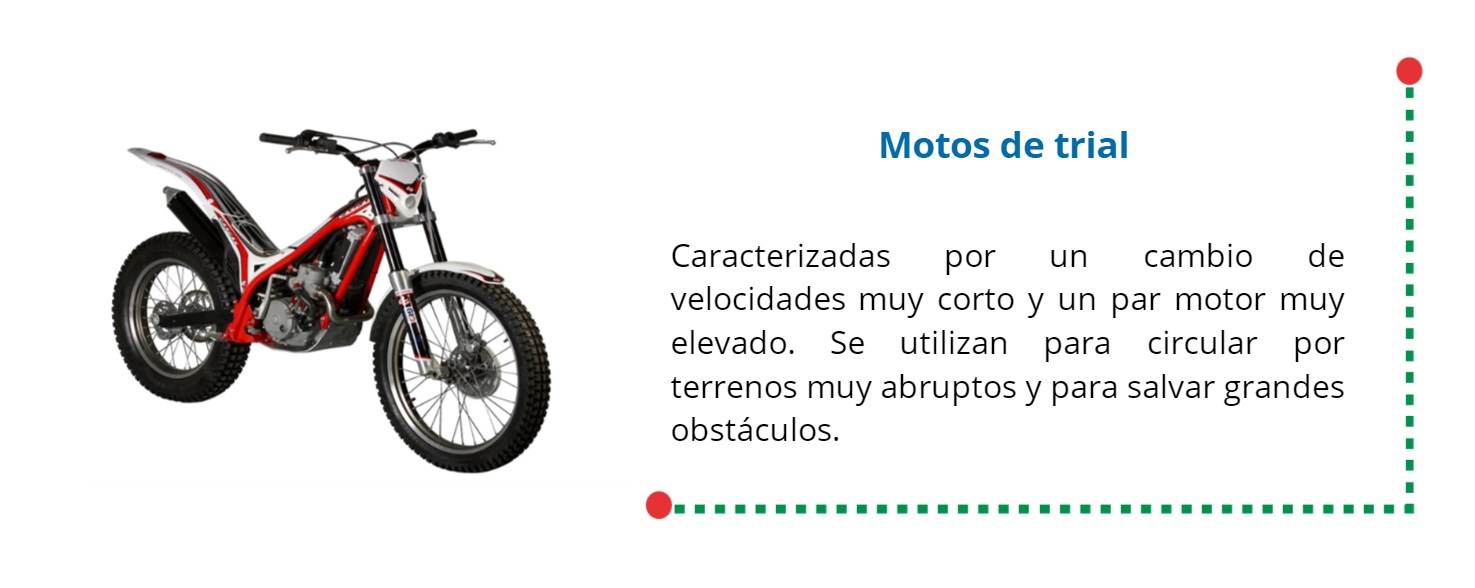 Motos de trial
Caracterizadas por un cambio de
velocidades muy corto y un par motor muy
elevado. Se utilizan para circular por
terrenos muy abruptos y para salvar grandes
obstáculos.